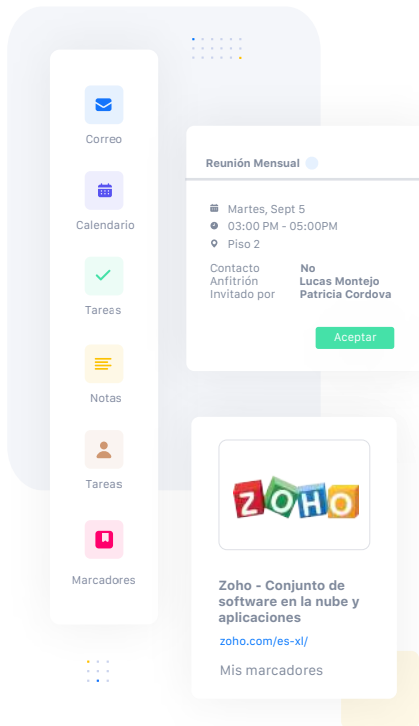 Correo
Calendario
Tareas
Notas
Tareas
Marcadores
Reunión Mensual
Martes, Sept 5
03:00 PM - 05:00PM
Piso 2
Contacto No
Anfitrión Lucas Montejo
Invitado por Patricia Cordova
Aceptar
ZOHO
Zoho - Conjunto de
software en la nube y
aplicaciones
zoho.com/es-xl/
Mis marcadores